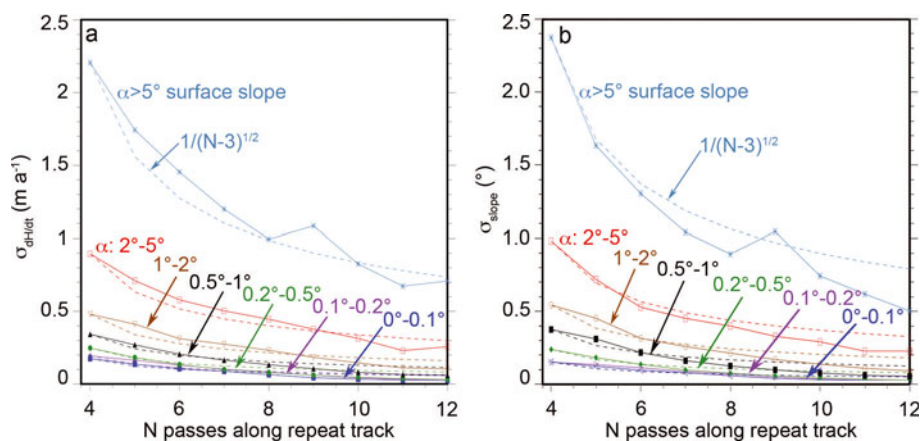 a
2.5
2
1.5
1
0.5
0
σdH/dt (m a⁻¹)
α>5° surface slope
1/(N-3)^1/2
α: 2°-5°
1°-2°
0.5°-1°
0.2°-0.5°
0.1°-0.2°
0°-0.1°
4 6 8 10 12
N passes along repeat track
b
2.5
2.0
1.5
1.0
0.5
0
σslope (°)
α>5° surface slope
1/(N-3)^1/2
α: 2°-5°
1°-2°
0.5°-1°
0.2°-0.5°
0.1°-0.2°
0°-0.1°
4 6 8 10 12
N passes along repeat track